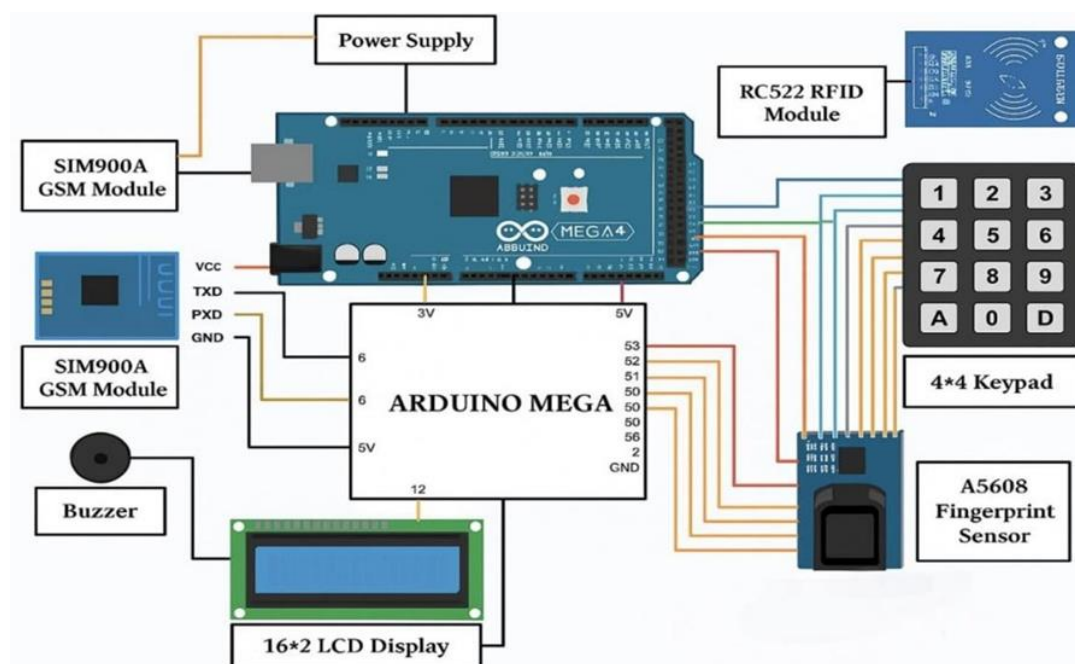 Power Supply
RC522 RFID
Module
SIM900A
GSM Module
MEGA4
ABBUIND
1 2 3
4 5 6
7 8 9
A 0 D
4*4 Keypad
VCC
TXD
PXD
GND
SIM900A
GSM Module
3V
5V
6
6
5V
ARDUINO MEGA
53
52
51
50
50
50
56
2
GND
12
Buzzer
A5608
Fingerprint
Sensor
16*2 LCD Display